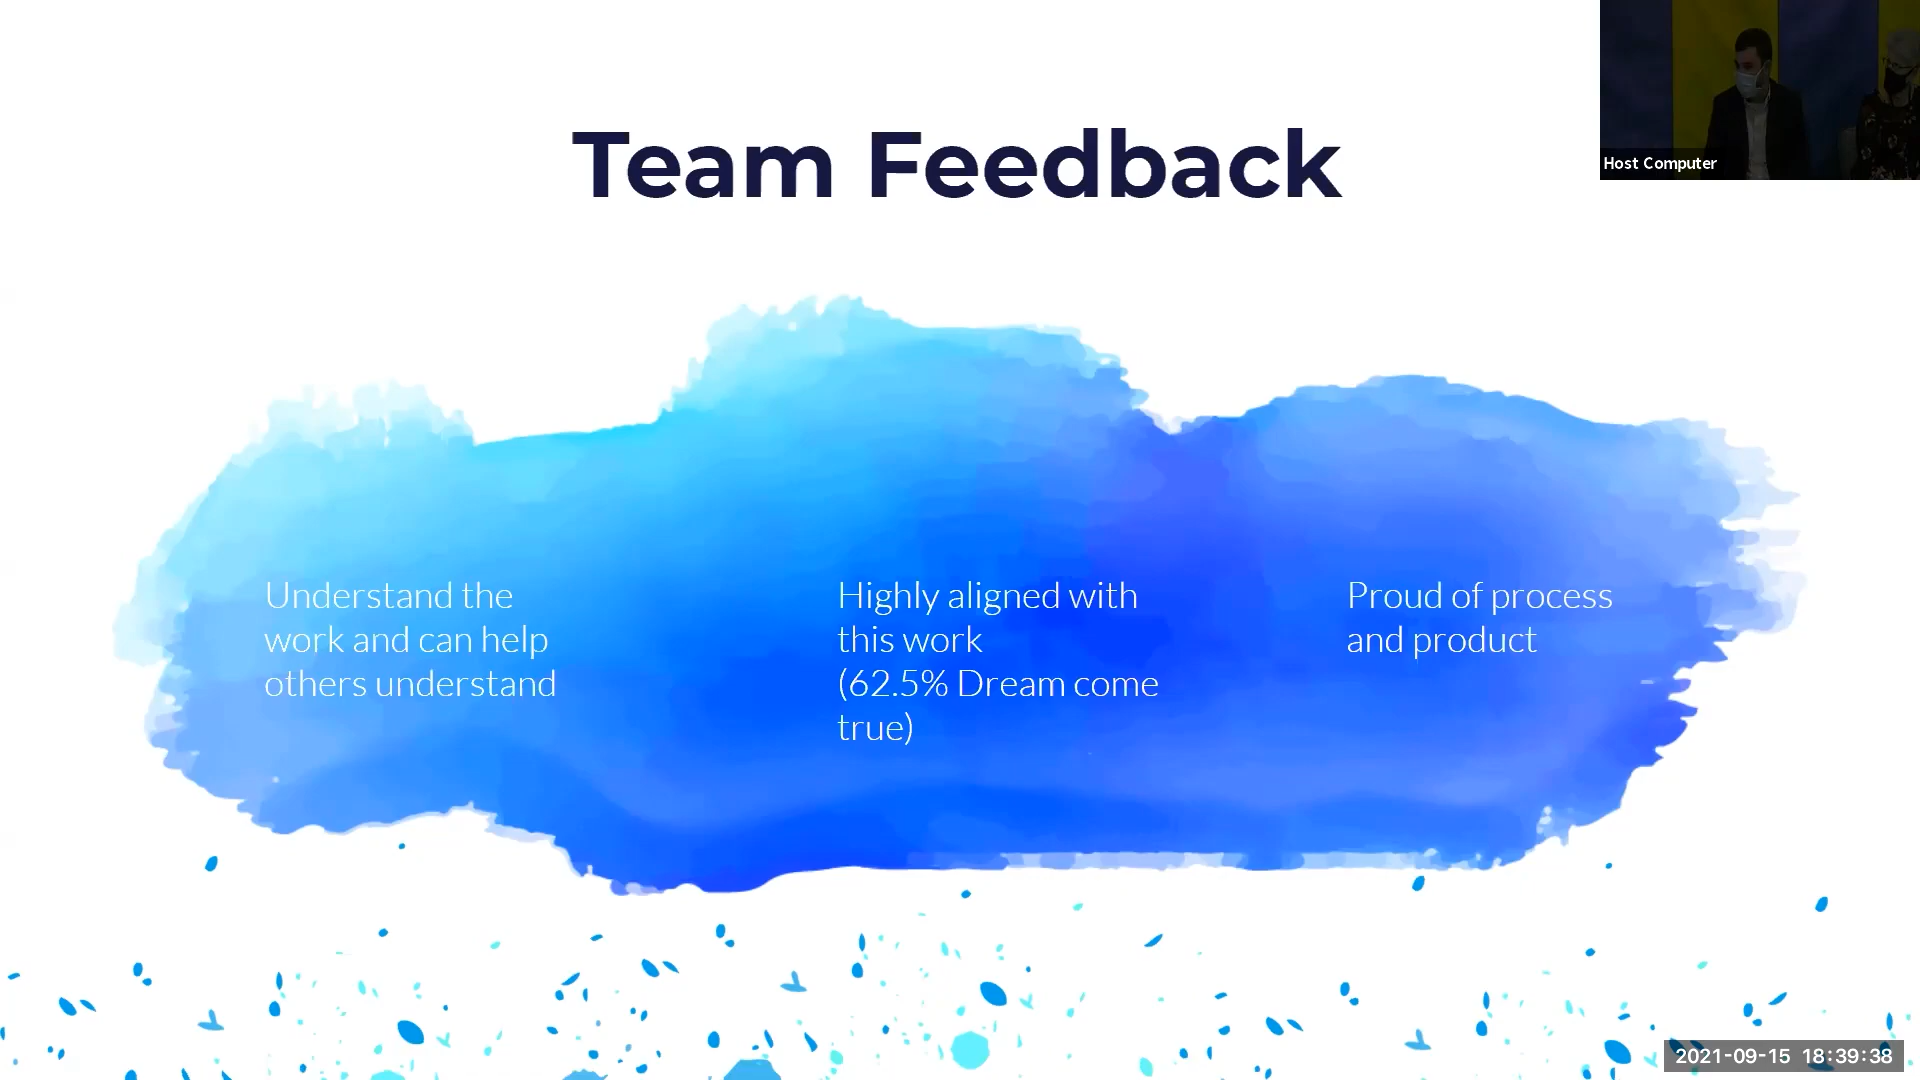 Team Feedback
Host Computer
Understand the
work and can help
others understand
Highly aligned with
this work
(62.5% Dream come
true)
Proud of process
and product
2021-09-15 18:39:38